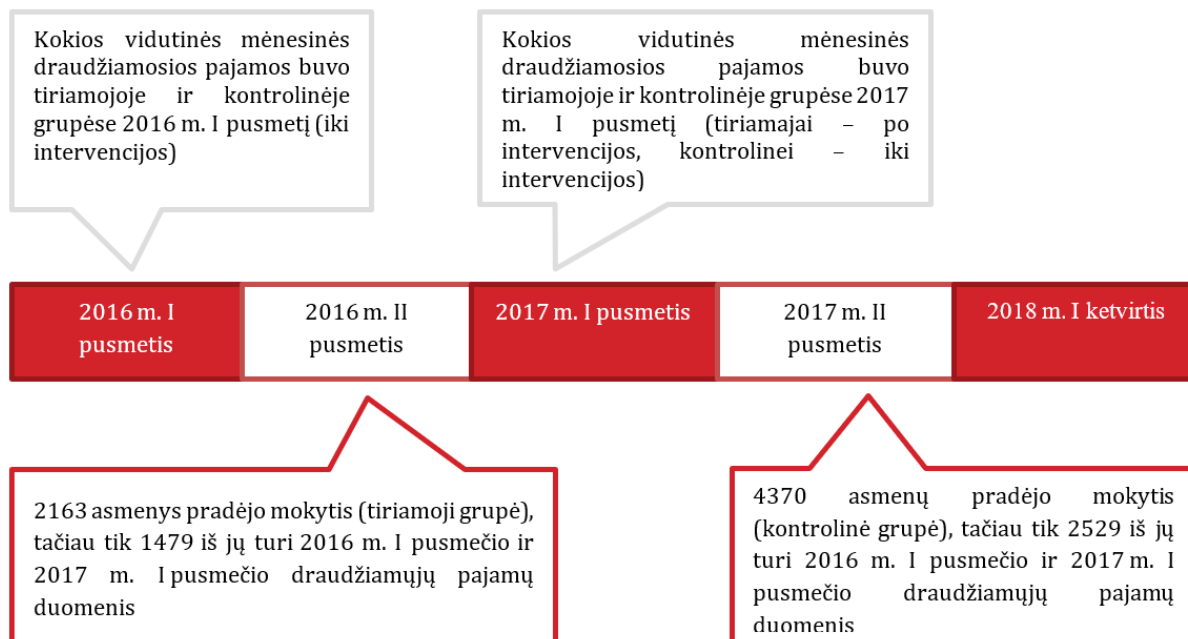 Kokios vidutinės mėnesinės
draudžiamosios pajamos buvo
tiriamojoje ir kontrolinėje
grupėse 2016 m. I pusmetį (iki
intervencijos)
Kokios vidutinės mėnesinės
draudžiamosios pajamos buvo
tiriamojoje ir kontrolinėje grupėse 2017
m. I pusmetį (tiriamajai – po
intervencijos, kontrolinei – iki
intervencijos)
2016 m. I
pusmetis
2016 m. II
pusmetis
2017 m. I pusmetis
2017 m. II
pusmetis
2018 m. I ketvirtis
2163 asmenys pradėjo mokytis (tiriamoji grupė),
tačiau tik 1479 iš jų turi 2016 m. I pusmečio ir
2017 m. I pusmečio draudžiamųjų pajamų
duomenis
4370 asmenų pradėjo mokytis
(kontrolinė grupė), tačiau tik 2529 iš jų
turi 2016 m. I pusmečio ir 2017 m. I
pusmečio draudžiamųjų pajamų
duomenis